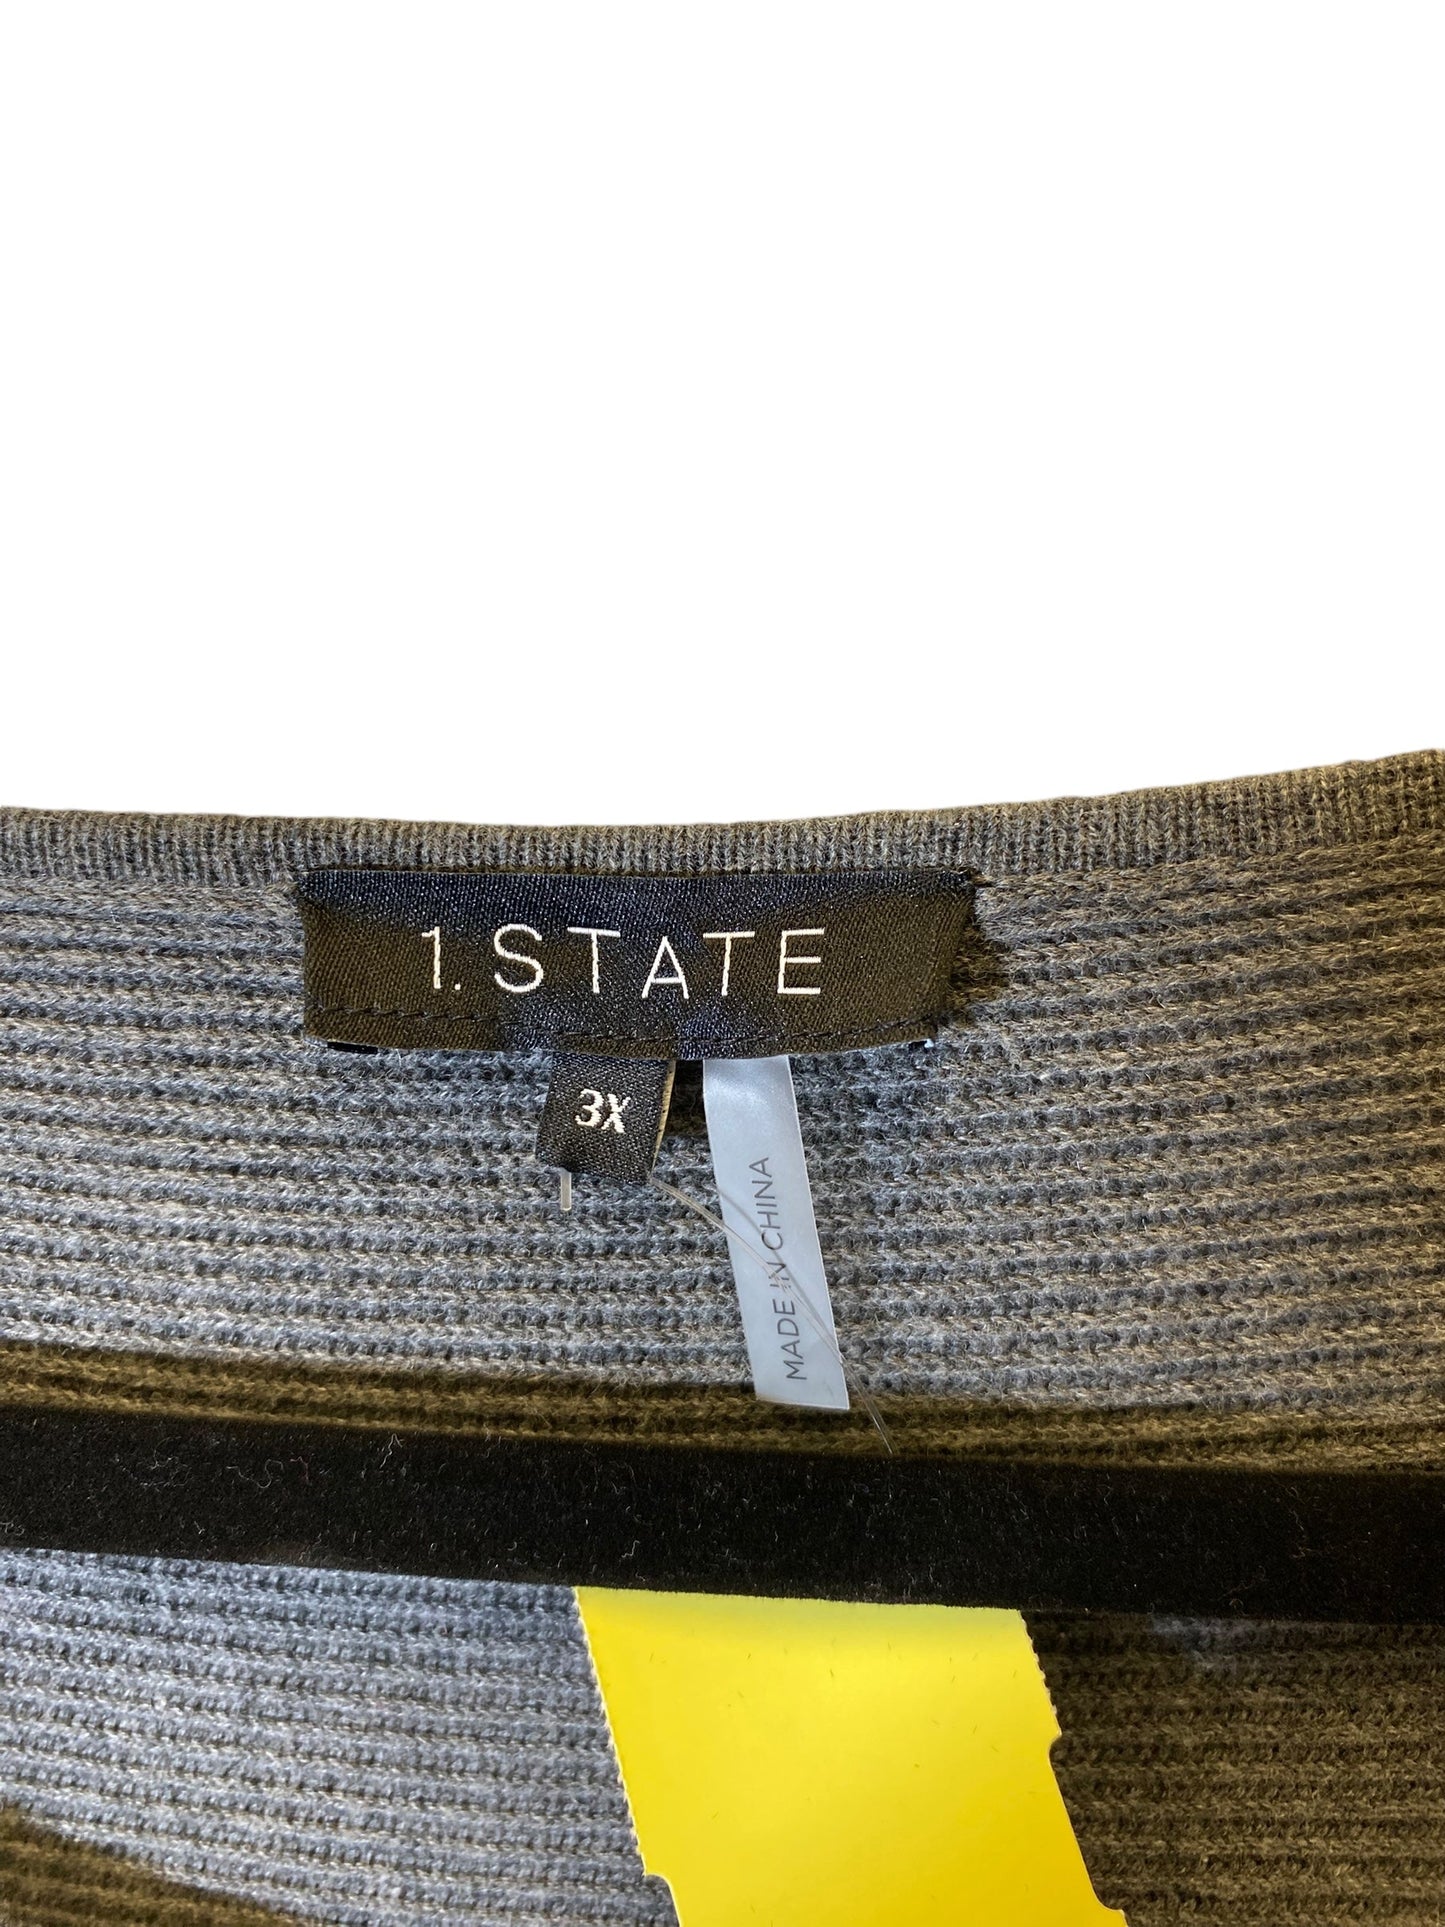 1. STATE
3X
MADE IN CHINA